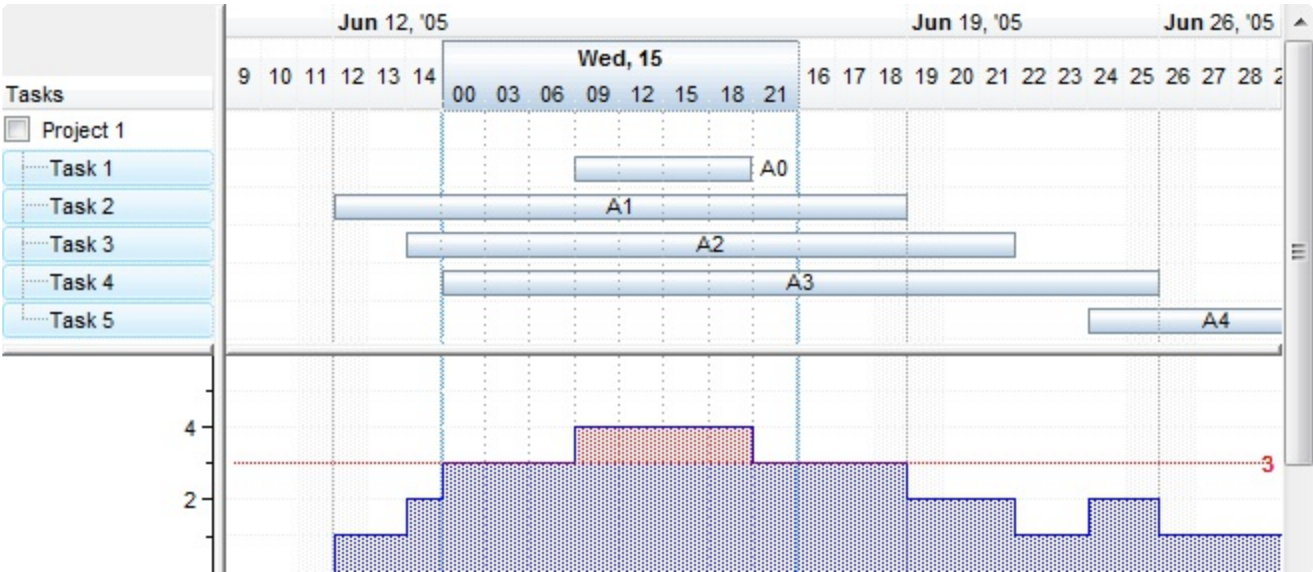 Jun 12, '05 Jun 19, '05 Jun 26, '05
Wed, 15
9 10 11 12 13 14 16 17 18 19 20 21 22 23 24 25 26 27 28 2
00 03 06 09 12 15 18 21
Tasks
Project 1
Task 1 A0
Task 2 A1
Task 3 A2
Task 4 A3
Task 5 A4
4
3
2